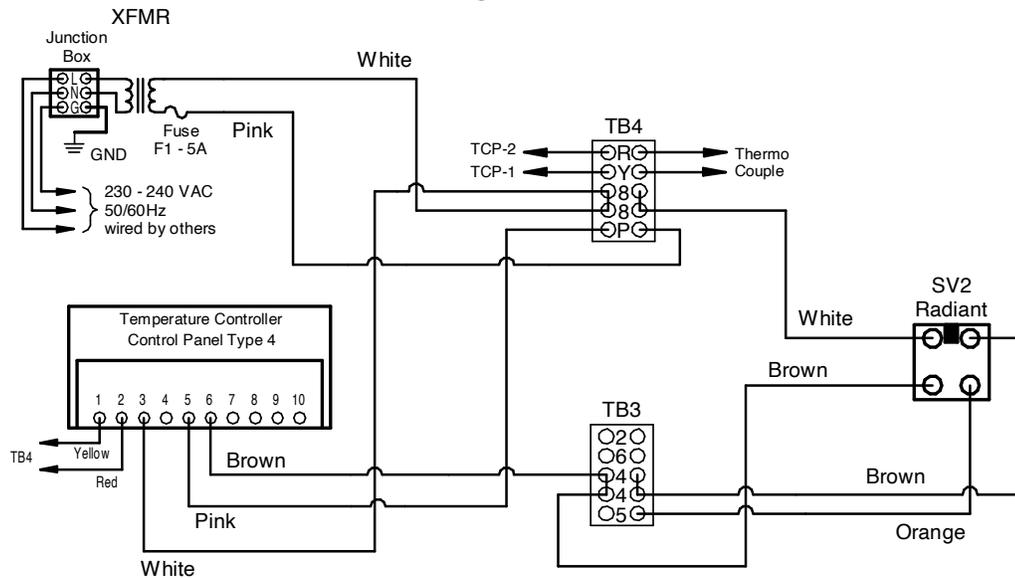 XFMR
Junction
Box
L
N
G
White
Fuse
F1 - 5A
Pink
GND
230 - 240 VAC
50/60Hz
wired by others
TB4
TCP-2
R
Thermo
TCP-1
Y
Couple
8
8
P
SV2
Radiant
White
Brown
Temperature Controller
Control Panel Type 4
1 2 3 4 5 6 7 8 9 10
TB4
Yellow
Red
Brown
Pink
White
TB3
2
6
4
4
5
Brown
Orange